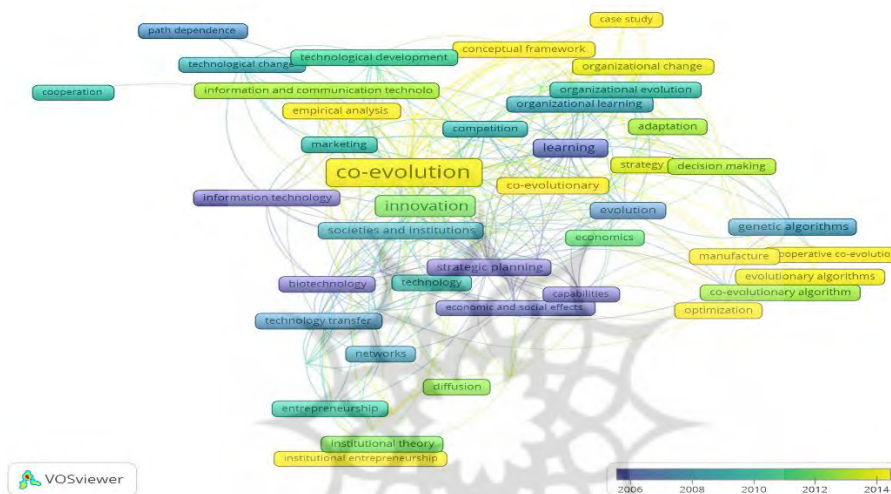 case study
path dependence
conceptual framework
technological development
technological change
organizational change
cooperation
information and communication technolo
organizational evolution
organizational learning
empirical analysis
competition
adaptation
marketing
learning
strategy
decision making
co-evolution
co-evolutionary
information technology
innovation
evolution
societies and institutions
genetic algorithms
economics
manufacture
ooperative co-evolution
strategic planning
evolutionary algorithms
biotechnology
technology
capabilities
co-evolutionary algorithm
economic and social effects
optimization
technology transfer
networks
diffusion
entrepreneurship
institutional theory
institutional entrepreneurship
VOSviewer
2006 2008 2010 2012 2014